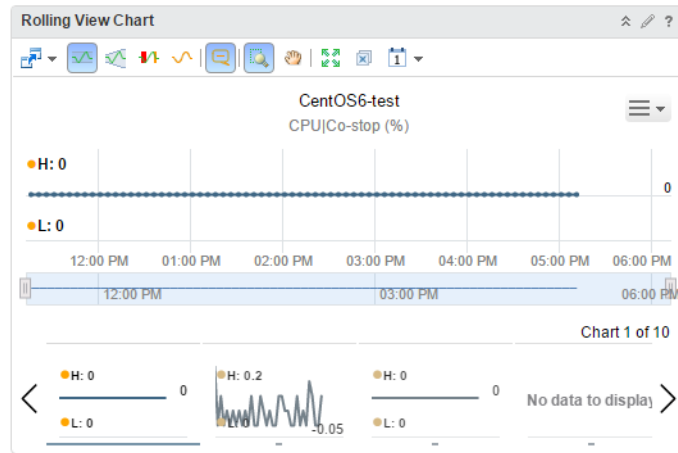 Rolling View Chart ?
1
CentOS6-test
CPU|Co-stop (%)
H: 0
0
L: 0
12:00 PM 01:00 PM 02:00 PM 03:00 PM 04:00 PM 05:00 PM 06:00 PM
12:00 PM 03:00 PM 06:00 PM
Chart 1 of 10
H: 0 H: 0.2 H: 0
0 0 No data to display
L: 0 L: 0 -0.05 L: 0